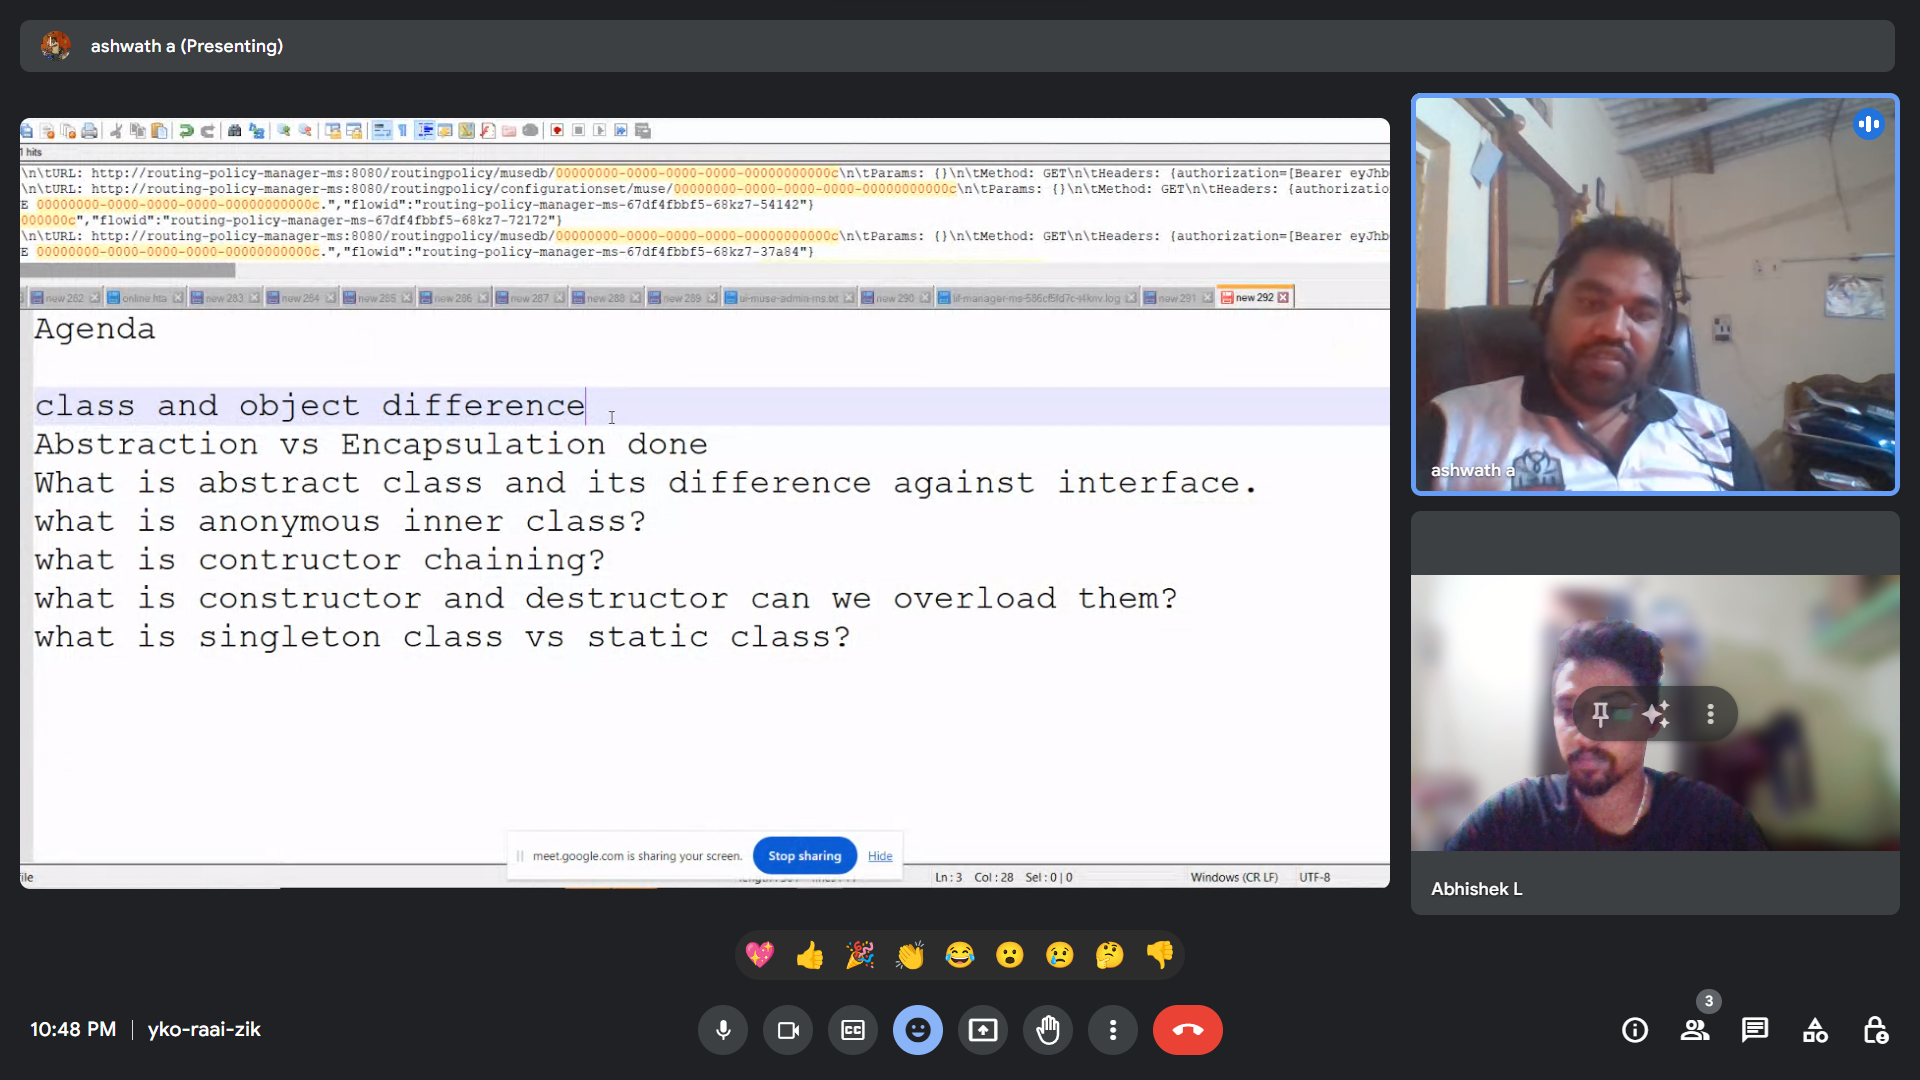 ashwath a (Presenting)
1 hits
\n\tURL: http://routing-policy-manager-ms:8080/routingpolicy/musedb/00000000-0000-0000-0000-00000000000c\n\tParams: {}\n\tMethod: GET\n\tHeaders: {authorization=[Bearer eyJhb
\n\tURL: http://routing-policy-manager-ms:8080/routingpolicy/configurationset/muse/00000000-0000-0000-0000-00000000000c\n\tParams: {}\n\tMethod: GET\n\tHeaders: {authorizatio
E 00000000-0000-0000-0000-00000000000c.","flowid":"routing-policy-manager-ms-67df4fbbf5-68kz7-54142"}
000000c","flowid":"routing-policy-manager-ms-67df4fbbf5-68kz7-72172"}
\n\tURL: http://routing-policy-manager-ms:8080/routingpolicy/musedb/00000000-0000-0000-0000-00000000000c\n\tParams: {}\n\tMethod: GET\n\tHeaders: {authorization=[Bearer eyJhb
E 00000000-0000-0000-0000-00000000000c.","flowid":"routing-policy-manager-ms-67df4fbbf5-68kz7-37a84"}
new 282 online.hta new 283 new 284 new 285 new 286 new 287 new 288 new 289 ui-muse-admin-ms.txt new 290 new 291 new 292
Agenda
class and object difference
Abstraction vs Encapsulation done
What is abstract class and its difference against interface.
what is anonymous inner class?
what is contructor chaining?
what is constructor and destructor can we overload them?
what is singleton class vs static class?
meet.google.com is sharing your screen. Stop sharing Hide
ile Ln : 3 Col : 28 Sel : 0 | 0 Windows (CR LF) UTF-8
ashwath a
Abhishek L
10:48 PM | yko-raai-zik
CC
3